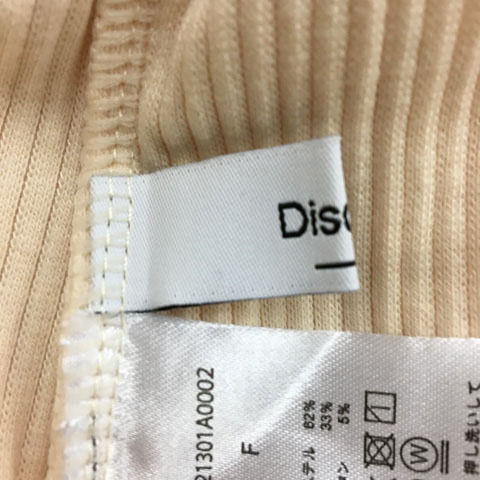 Disc
21301A0002
F
ステル 62%
33%
ン 5%
押し洗いして